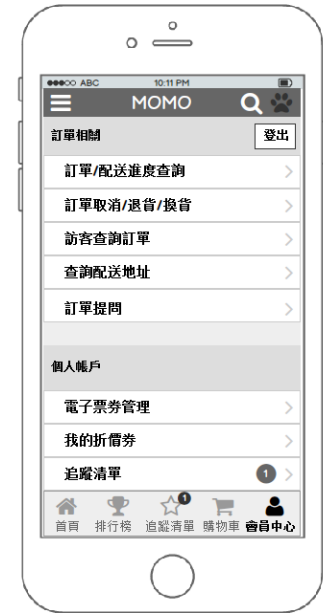 ABC 10:11 PM
MOMO
訂單相關 登出
訂單/配送進度查詢
訂單取消/退貨/換貨
訪客查詢訂單
查詢配送地址
訂單提問
個人帳戶
電子票券管理
我的折價券
追蹤清單 1
1
首頁 排行榜 追蹤清單 購物車 會員中心